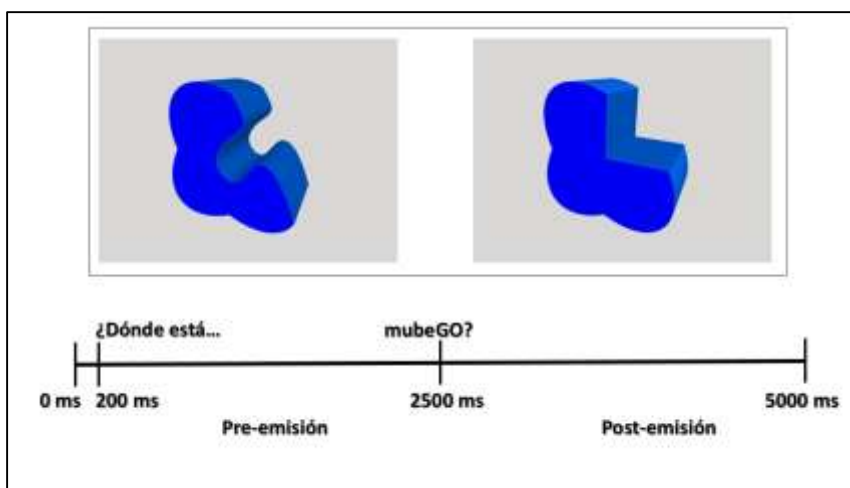 ¿Dónde está... mubeGO?
0 ms 200 ms 2500 ms 5000 ms
Pre-emisión Post-emisión